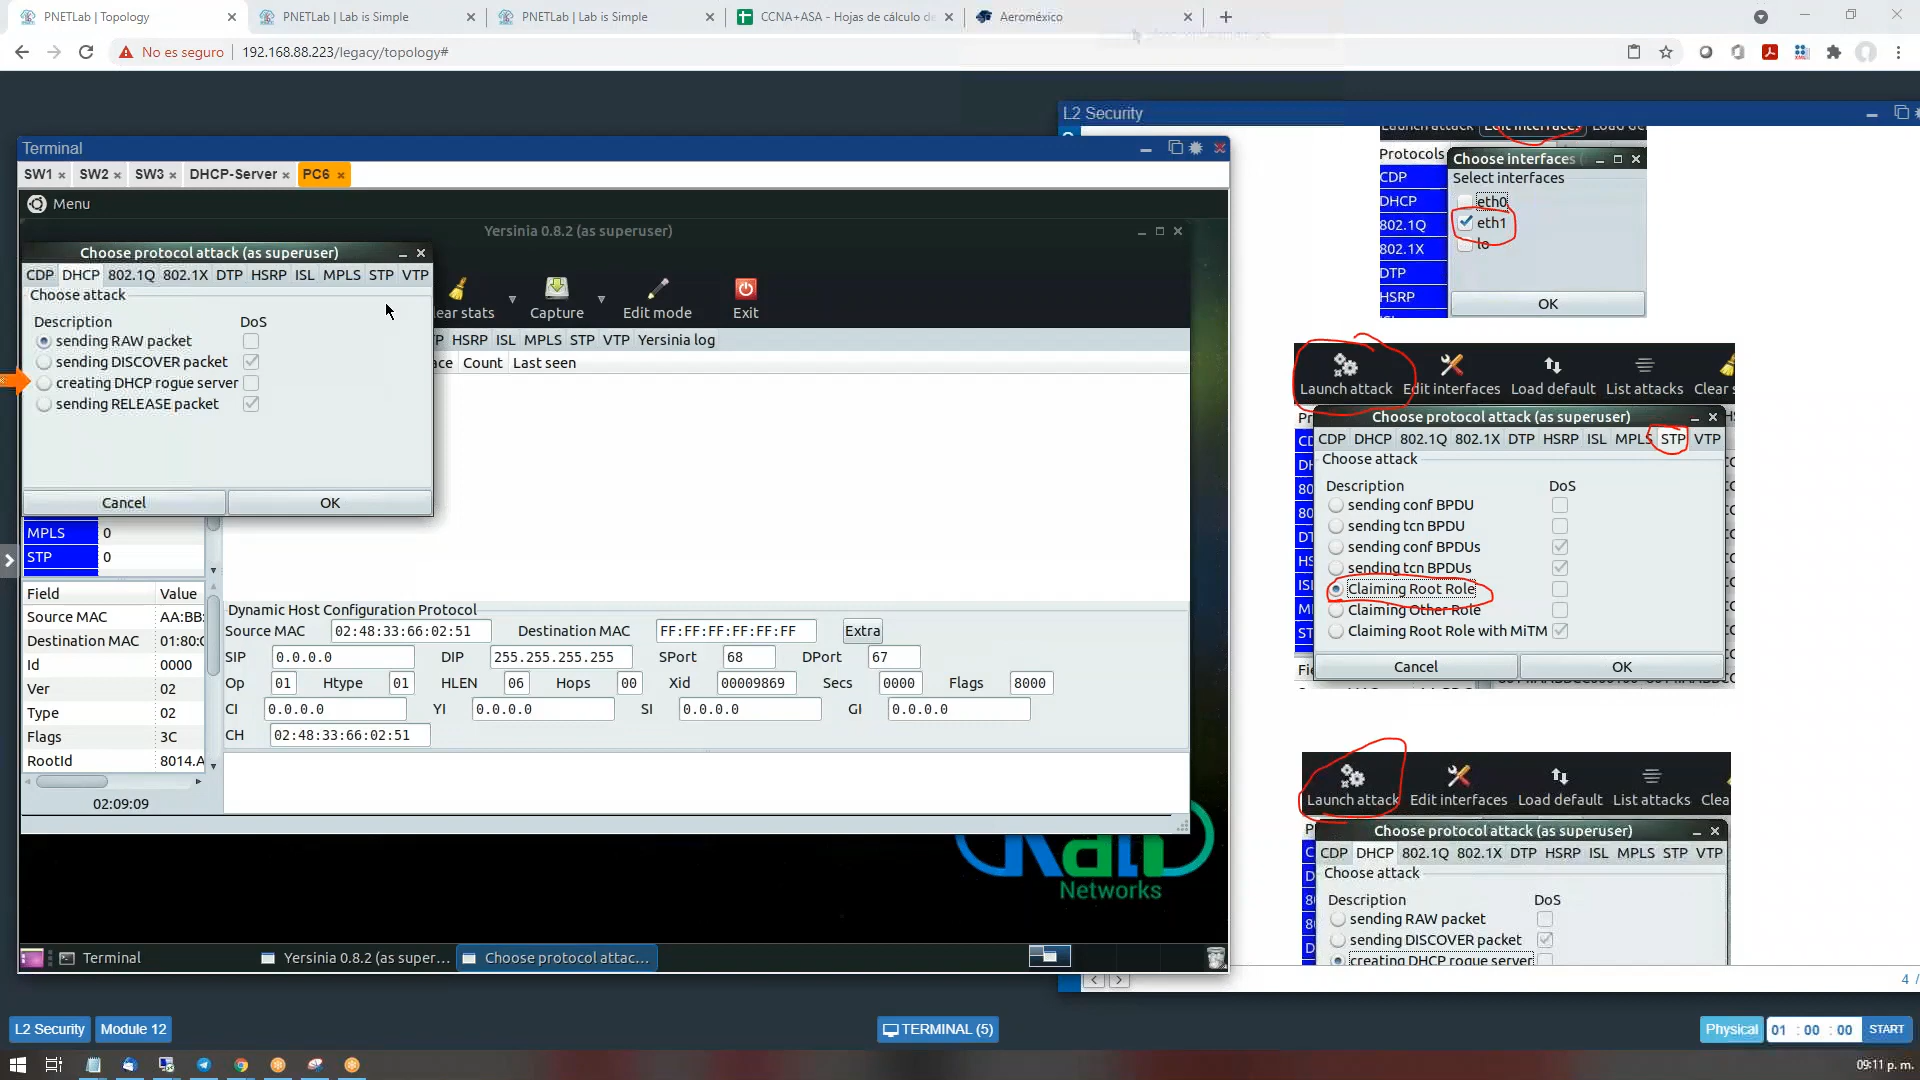 PNETLab | Topology
PNETLab | Lab is Simple
PNETLab | Lab is Simple
CCNA+ASA - Hojas de cálculo de
Aeroméxico
No es seguro
192.168.88.223/legacy/topology#
L2 Security
Terminal
SW1 SW2 SW3 DHCP-Server PC6
Menu
Yersinia 0.8.2 (as superuser)
Choose protocol attack (as superuser)
CDP DHCP 802.1Q 802.1X DTP HSRP ISL MPLS STP VTP
Choose attack
Description DoS
sending RAW packet
sending DISCOVER packet
creating DHCP rogue server
sending RELEASE packet
Cancel OK
lear stats Capture Edit mode Exit
P HSRP ISL MPLS STP VTP Yersinia log
ace Count Last seen
MPLS 0
STP 0
Field Value
Source MAC AA:BB:
Destination MAC 01:80:C
Id 0000
Ver 02
Type 02
Flags 3C
RootId 8014.A
02:09:09
Dynamic Host Configuration Protocol
Source MAC 02:48:33:66:02:51 Destination MAC FF:FF:FF:FF:FF:FF Extra
SIP 0.0.0.0 DIP 255.255.255.255 SPort 68 DPort 67
Op 01 Htype 01 HLEN 06 Hops 00 Xid 00009869 Secs 0000 Flags 8000
CI 0.0.0.0 YI 0.0.0.0 SI 0.0.0.0 GI 0.0.0.0
CH 02:48:33:66:02:51
Networks
Terminal
Yersinia 0.8.2 (as super...
Choose protocol attac...
Launch attack Edit interfaces
Protocols
CDP
DHCP
802.1Q
802.1X
DTP
HSRP
Choose interfaces
Select interfaces
eth0
eth1
lo
OK
Launch attack Edit interfaces Load default List attacks Clear s
Choose protocol attack (as superuser)
CDP DHCP 802.1Q 802.1X DTP HSRP ISL MPLS STP VTP
Choose attack
Description DoS
sending conf BPDU
sending tcn BPDU
sending conf BPDUs
sending tcn BPDUs
Claiming Root Role
Claiming Other Role
Claiming Root Role with MiTM
Cancel OK
Launch attack Edit interfaces Load default List attacks Clea
Choose protocol attack (as superuser)
CDP DHCP 802.1Q 802.1X DTP HSRP ISL MPLS STP VTP
Choose attack
Description DoS
sending RAW packet
sending DISCOVER packet
creating DHCP rogue server
4 /
L2 Security Module 12
TERMINAL (5)
Physical 01 : 00 : 00 START
09:11 p. m.